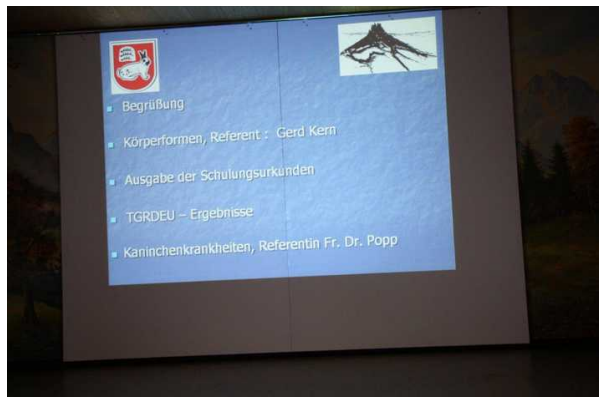 Begrüßung
Körperformen, Referent : Gerd Kern
Ausgabe der Schulungsurkunden
TGRDEU – Ergebnisse
Kaninchenkrankheiten, Referentin Fr. Dr. Popp